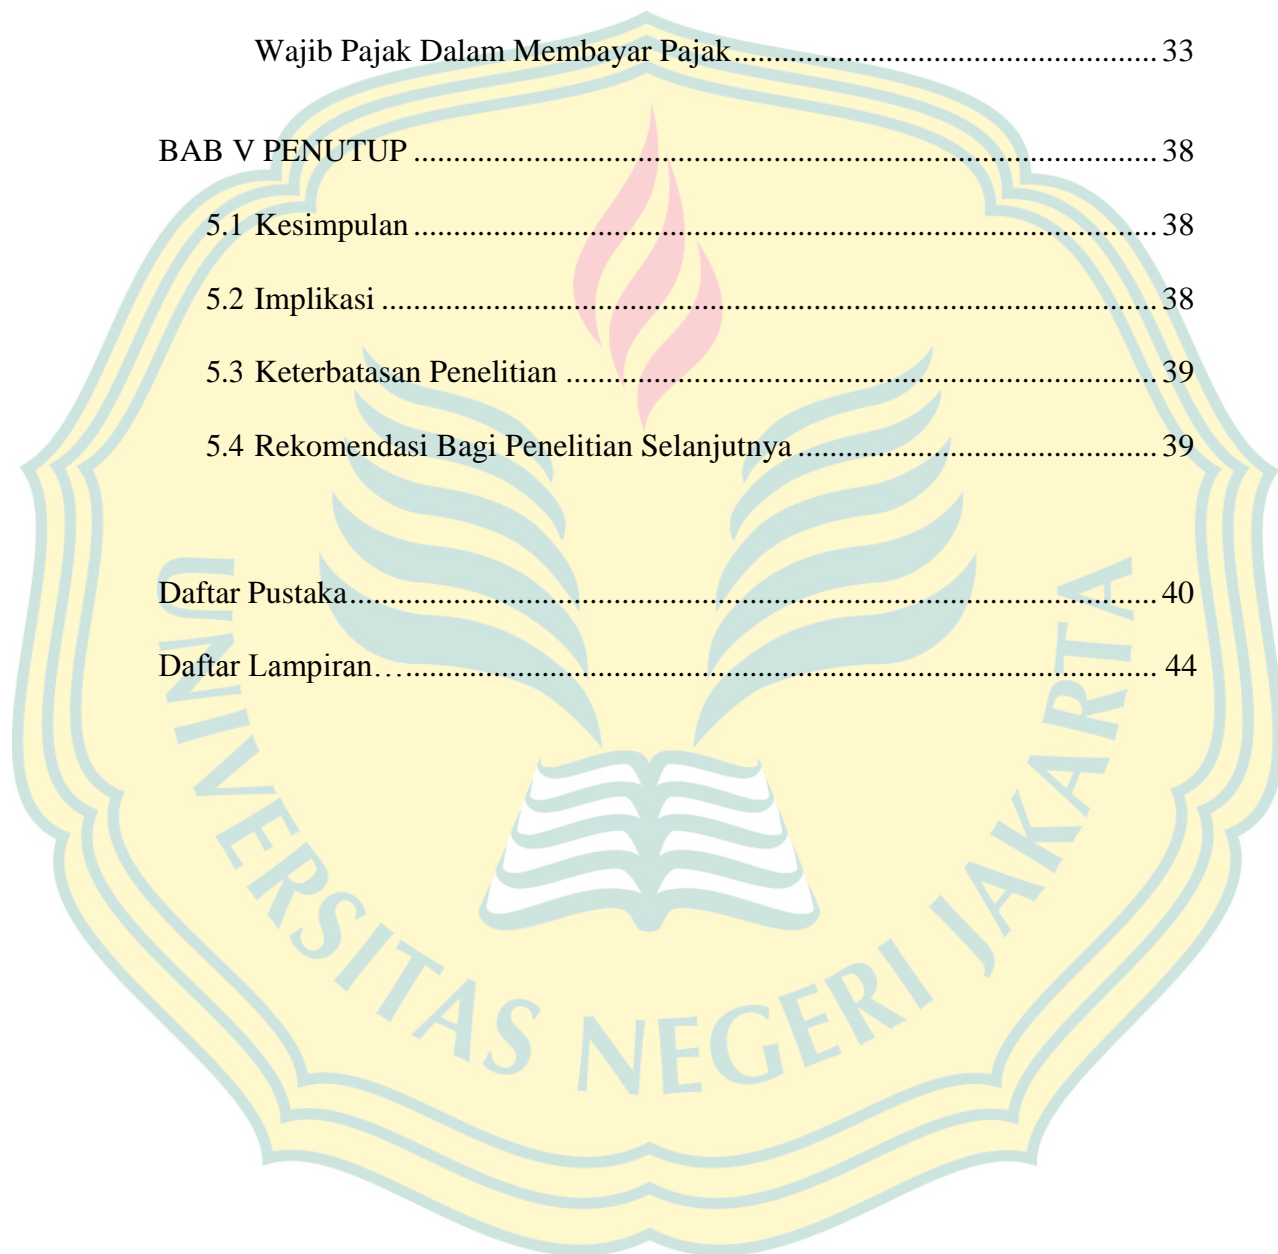 Wajib Pajak Dalam Membayar Pajak..................................................... 33
BAB V PENUTUP ............................................................................................. 38
5.1 Kesimpulan ............................................................................................. 38
5.2 Implikasi ................................................................................................. 38
5.3 Keterbatasan Penelitian .......................................................................... 39
5.4 Rekomendasi Bagi Penelitian Selanjutnya ............................................. 39
Daftar Pustaka..................................................................................................... 40
Daftar Lampiran….............................................................................................. 44
UNIVERSITAS NEGERI JAKARTA